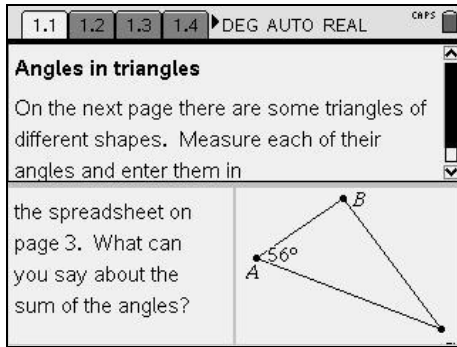 1.1 1.2 1.3 1.4 DEG AUTO REAL CAPS
Angles in triangles
On the next page there are some triangles of
different shapes. Measure each of their
angles and enter them in
the spreadsheet on
page 3. What can
you say about the
sum of the angles?
B
56°
A